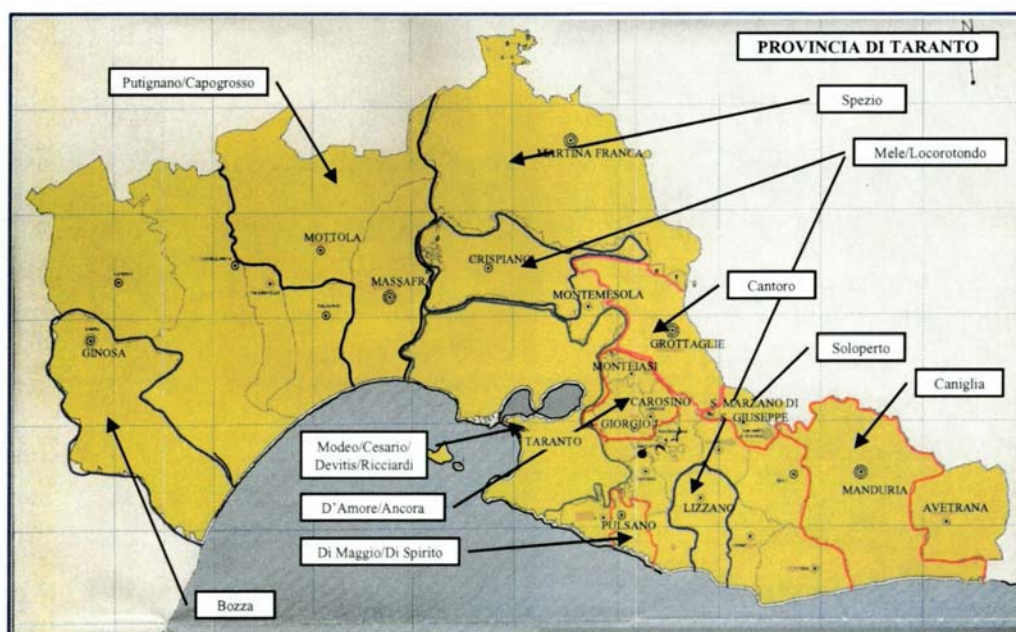 PROVINCIA DI TARANTO
N
Putignano/Capogrosso
Spezio
Mele/Locorotondo
MARTINA FRANCA
MOTTOLA
CRISPIANO
MASSAFR
MONTEMESOLA
Cantoro
GROTTAGLIE
GINOSA
Soloperto
MONTEIASI
Caniglia
CAROSINO
S. MARZANO DI
S. GIUSEPPE
GIORGIO J.
Modeo/Cesario/
Devitis/Ricciardi
TARANTO
MANDURIA
D'Amore/Ancora
LIZZANO
AVETRANA
PULSANO
Di Maggio/Di Spirito
Bozza